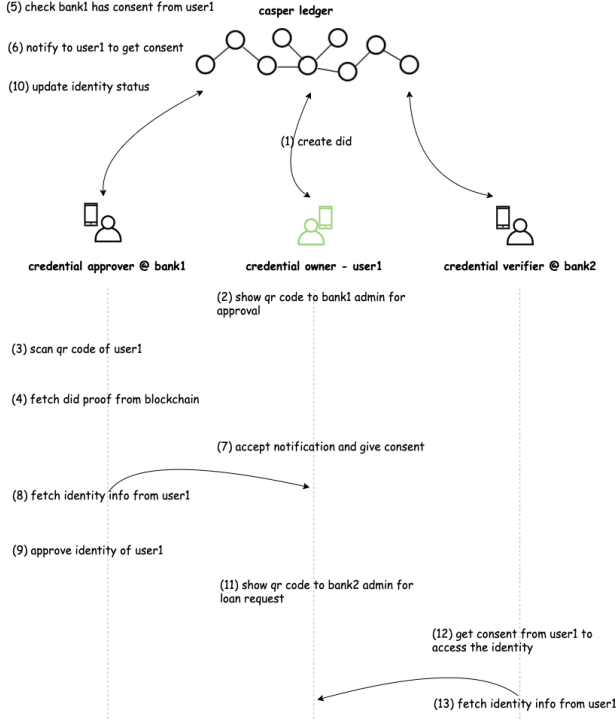 (5) check bank1 has consent from user1
casper ledger
(6) notify to user1 to get consent
(10) update identity status
(1) create did
credential approver @ bank1
credential owner - user1
credential verifier @ bank2
(2) show qr code to bank1 admin for
approval
(3) scan qr code of user1
(4) fetch did proof from blockchain
(7) accept notification and give consent
(8) fetch identity info from user1
(9) approve identity of user1
(11) show qr code to bank2 admin for
loan request
(12) get consent from user1 to
access the identity
(13) fetch identity info from user1